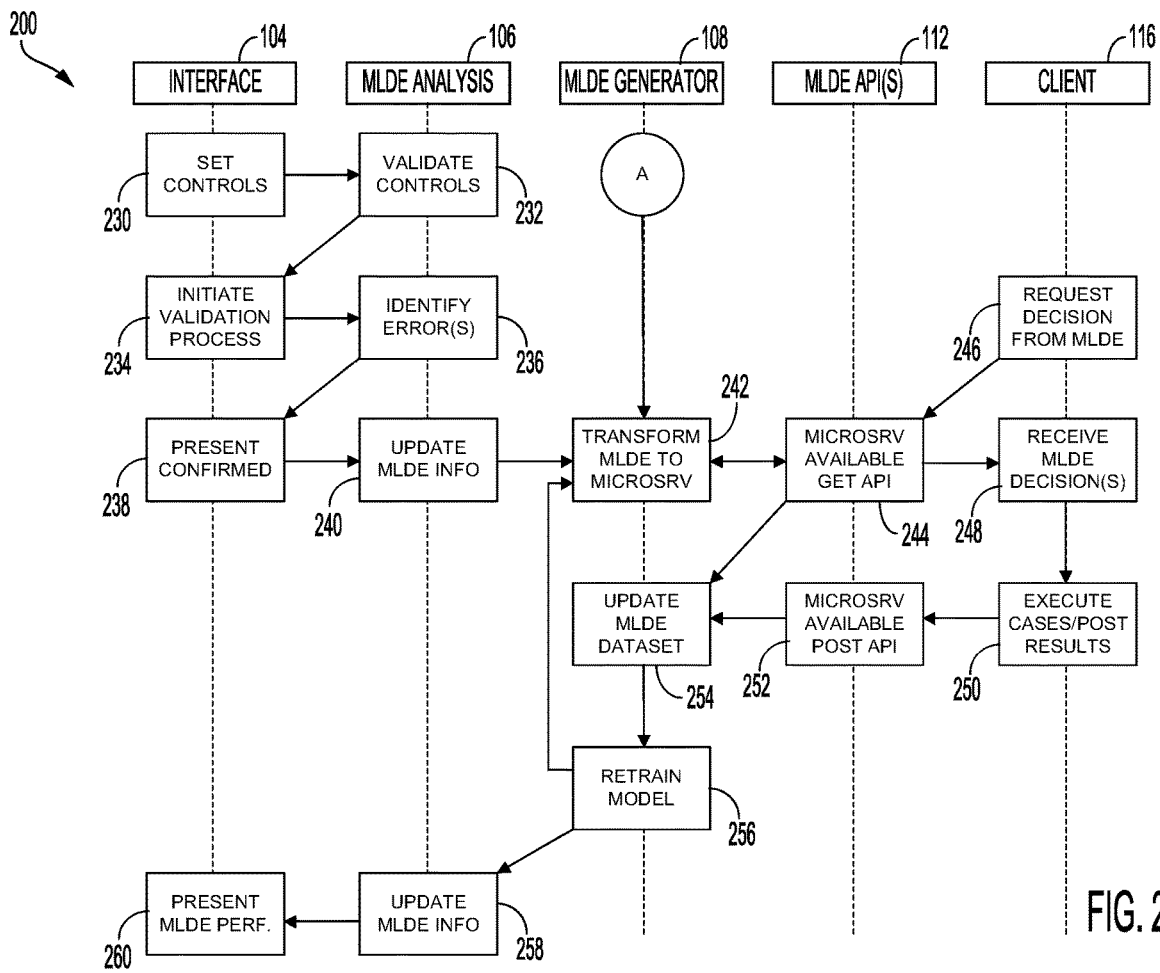 200
104
106
108
112
116
INTERFACE
MLDE ANALYSIS
MLDE GENERATOR
MLDE API(S)
CLIENT
SET
CONTROLS
230
VALIDATE
CONTROLS
232
A
INITIATE
VALIDATION
PROCESS
234
IDENTIFY
ERROR(S)
236
REQUEST
DECISION
FROM MLDE
246
PRESENT
CONFIRMED
238
UPDATE
MLDE INFO
240
TRANSFORM
MLDE TO
MICROSRV
242
MICROSRV
AVAILABLE
GET API
244
RECEIVE
MLDE
DECISION(S)
248
UPDATE
MLDE
DATASET
254
MICROSRV
AVAILABLE
POST API
252
EXECUTE
CASES/POST
RESULTS
250
RETRAIN
MODEL
256
PRESENT
MLDE PERF.
260
UPDATE
MLDE INFO
258
FIG. 2